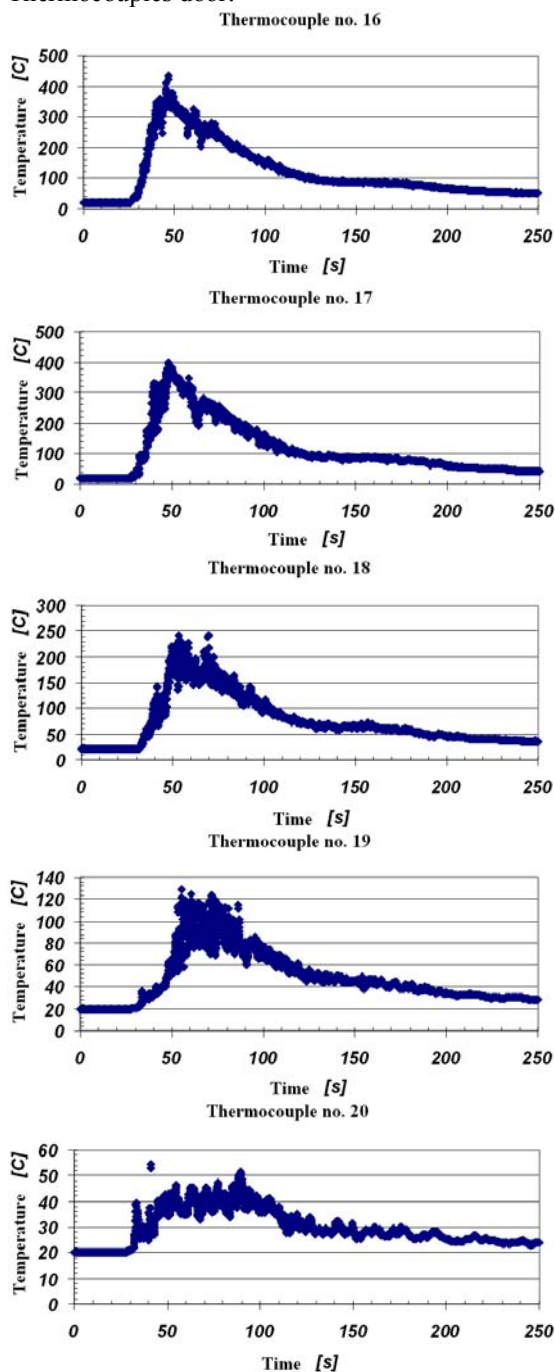 Thermocouples door.
Thermocouple no. 16
Temperature [C]
500
400
300
200
100
0
0 50 100 150 200 250
Time [s]
Thermocouple no. 17
Temperature [C]
500
400
300
200
100
0
0 50 100 150 200 250
Time [s]
Thermocouple no. 18
Temperature [C]
300
250
200
150
100
50
0
0 50 100 150 200 250
Time [s]
Thermocouple no. 19
Temperature [C]
140
120
100
80
60
40
20
0
0 50 100 150 200 250
Time [s]
Thermocouple no. 20
Temperature [C]
60
50
40
30
20
10
0
0 50 100 150 200 250
Time [s]